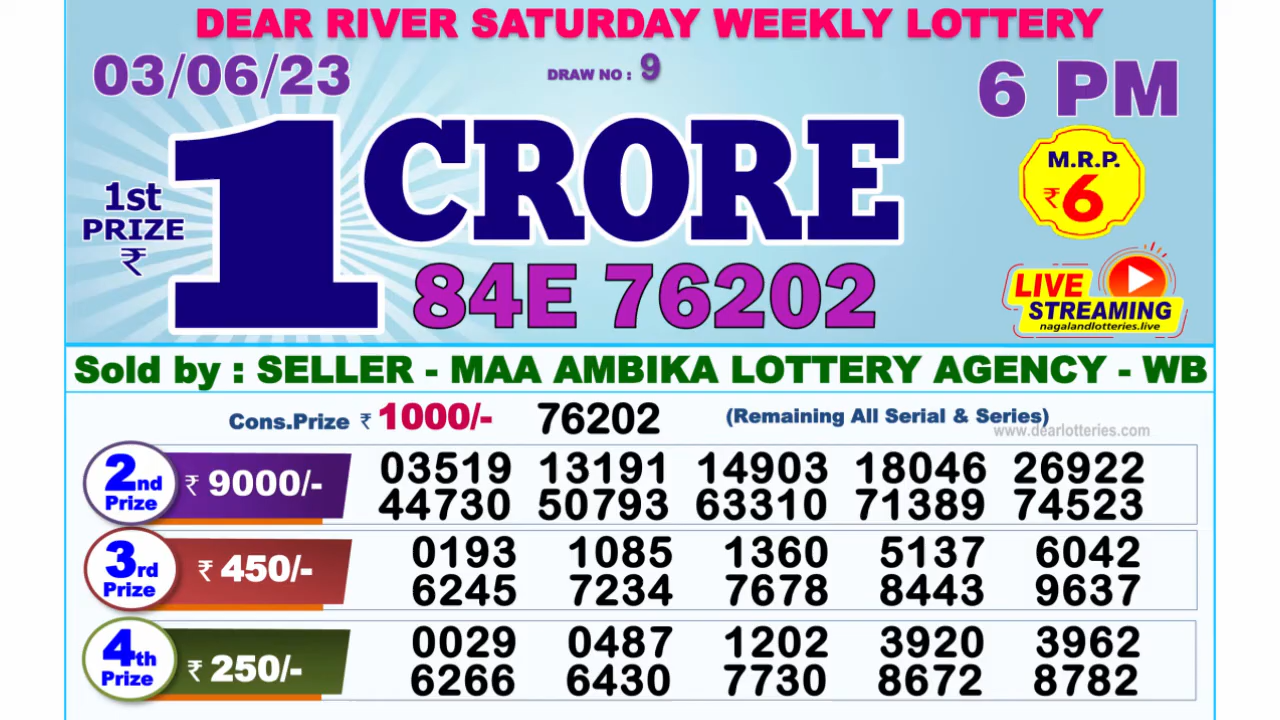 DEAR RIVER SATURDAY WEEKLY LOTTERY
03/06/23
DRAW NO : 9
6 PM
1st PRIZE ₹ 1 CRORE
84E 76202
M.R.P.
₹6
LIVE
STREAMING
nagalandlotteries.live
Sold by : SELLER - MAA AMBIKA LOTTERY AGENCY - WB
Cons.Prize ₹ 1000/- 76202 (Remaining All Serial & Series)
www.dearlotteries.com
2nd Prize ₹ 9000/-
03519 13191 14903 18046 26922
44730 50793 63310 71389 74523
3rd Prize ₹ 450/-
0193 1085 1360 5137 6042
6245 7234 7678 8443 9637
4th Prize ₹ 250/-
0029 0487 1202 3920 3962
6266 6430 7730 8672 8782